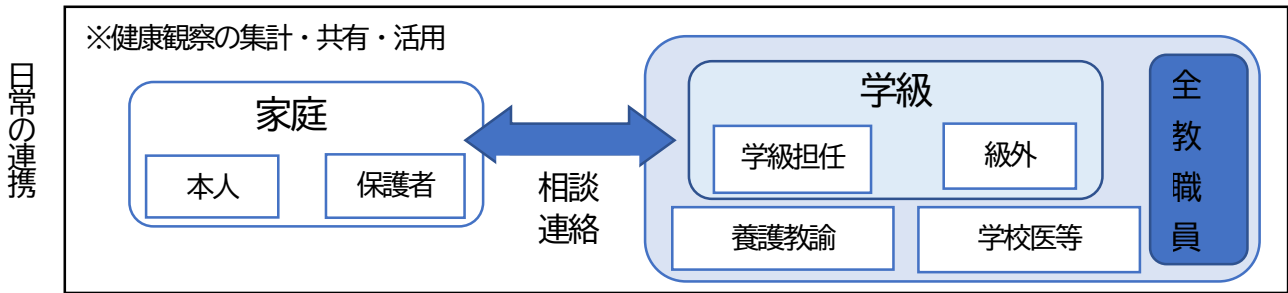 日常の連携
※健康観察の集計・共有・活用
家庭
本人
保護者
相談
連絡
学級
学級担任
級外
養護教諭
学校医等
全教職員